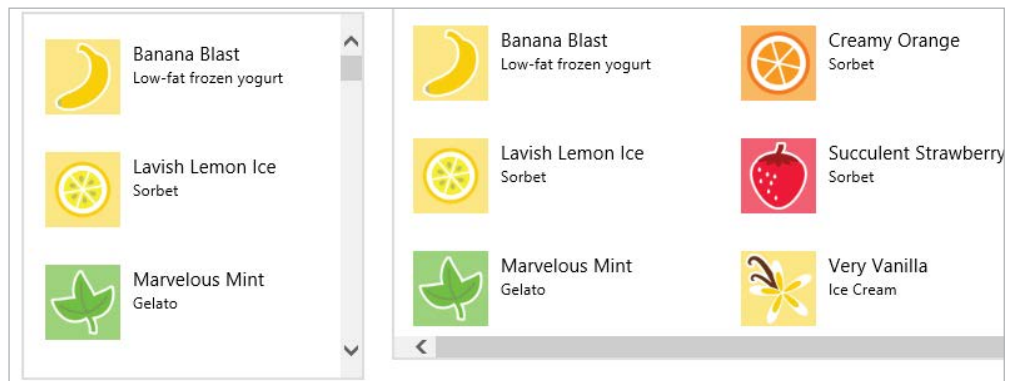 Banana Blast
Low-fat frozen yogurt
Lavish Lemon Ice
Sorbet
Marvelous Mint
Gelato
Banana Blast
Low-fat frozen yogurt
Lavish Lemon Ice
Sorbet
Marvelous Mint
Gelato
Creamy Orange
Sorbet
Succulent Strawberry
Sorbet
Very Vanilla
Ice Cream